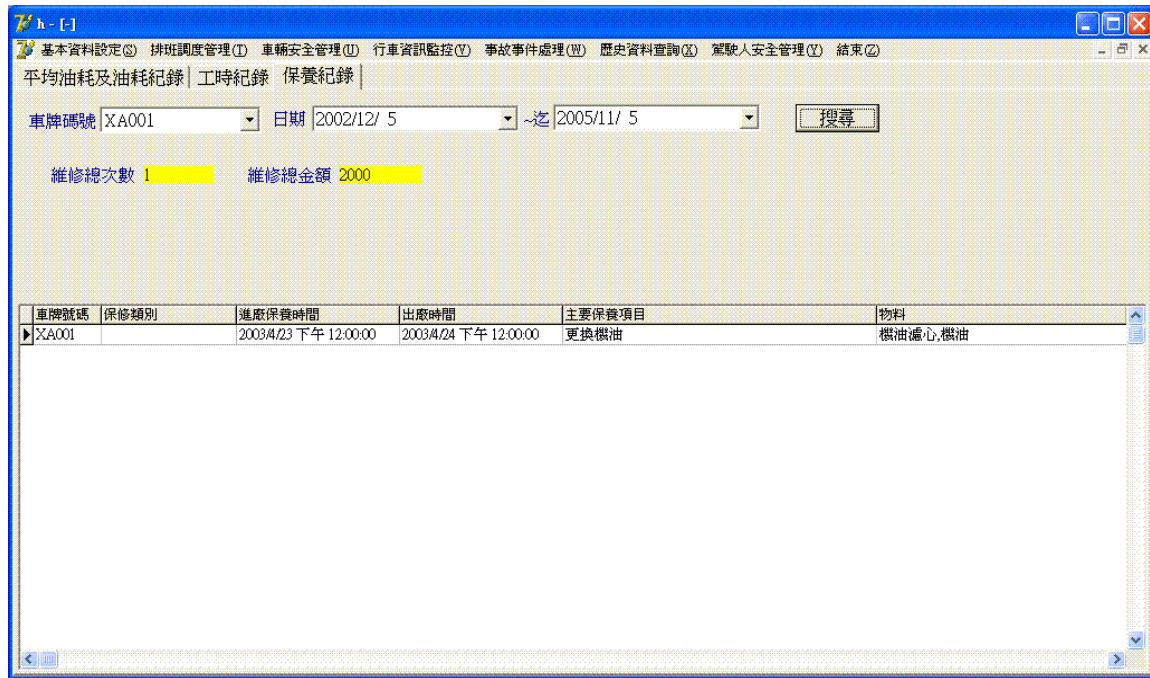 h - [-]
基本資料設定(S) 排班調度管理(T) 車輛安全管理(U) 行車資訊監控(V) 事故事件處理(W) 歷史資料查詢(X) 駕駛人安全管理(Y) 結束(Z)
平均油耗及油耗紀錄 工時紀錄 保養紀錄
車牌碼號 XA001 日期 2002/12/ 5 ~迄 2005/11/ 5 搜尋
維修總次數 1 維修總金額 2000
車牌號碼 保修類別 進廠保養時間 出廠時間 主要保養項目 物料
XA001 2003/4/23 下午 12:00:00 2003/4/24 下午 12:00:00 更換機油 機油濾心,機油